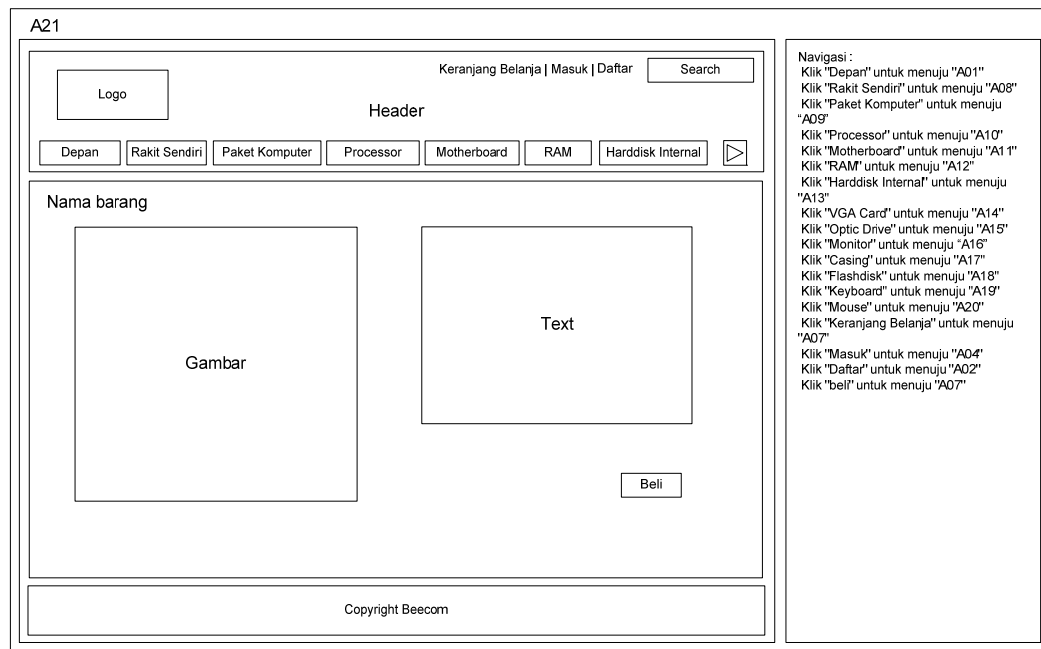 A21
Keranjang Belanja | Masuk | Daftar
Search
Logo
Header
Depan
Rakit Sendiri
Paket Komputer
Processor
Motherboard
RAM
Harddisk Internal
Nama barang
Gambar
Text
Beli
Copyright Beecom
Navigasi :
Klik "Depan" untuk menuju "A01"
Klik "Rakit Sendiri" untuk menuju "A08"
Klik "Paket Komputer" untuk menuju
“A09”
Klik "Processor" untuk menuju "A10"
Klik "Motherboard" untuk menuju "A11"
Klik "RAM" untuk menuju "A12"
Klik "Harddisk Internal" untuk menuju
"A13"
Klik "VGA Card" untuk menuju "A14"
Klik "Optic Drive" untuk menuju "A15"
Klik "Monitor" untuk menuju “A16”
Klik "Casing" untuk menuju "A17"
Klik "Flashdisk" untuk menuju "A18"
Klik "Keyboard" untuk menuju "A19"
Klik "Mouse" untuk menuju "A20"
Klik "Keranjang Belanja" untuk menuju
"A07"
Klik "Masuk" untuk menuju "A04"
Klik "Daftar" untuk menuju "A02"
Klik "beli" untuk menuju "A07"